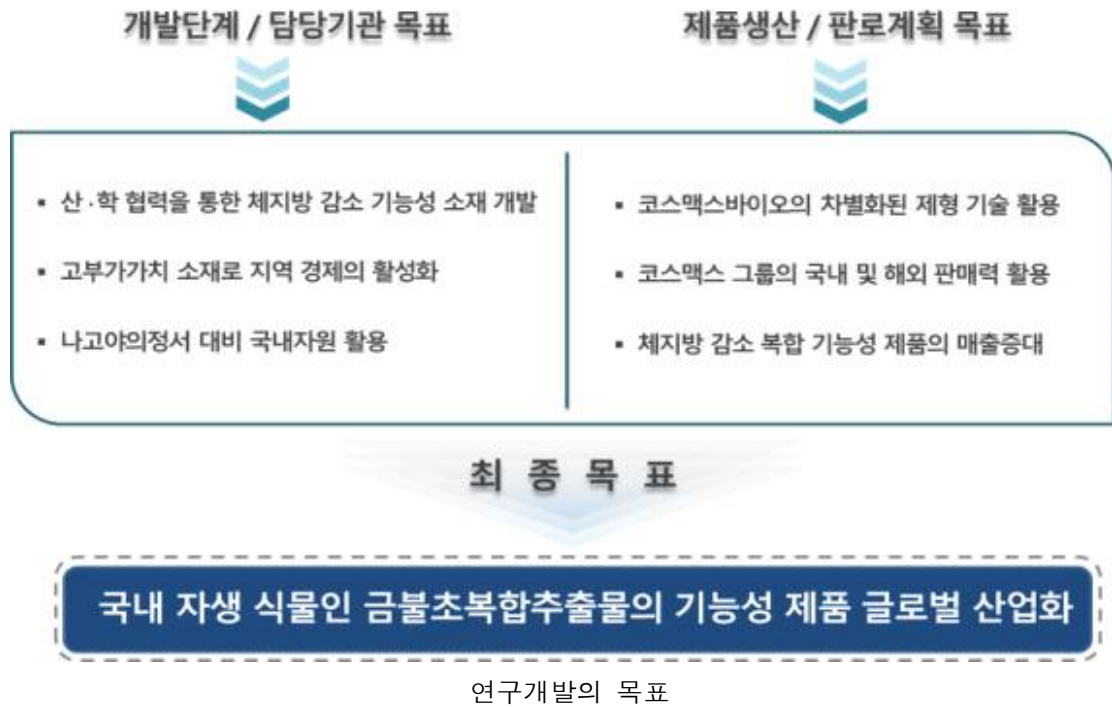 개발단계 / 담당기관 목표
제품생산 / 판로계획 목표
▪ 산·학 협력을 통한 체지방 감소 기능성 소재 개발
▪ 고부가가치 소재로 지역 경제의 활성화
▪ 나고야의정서 대비 국내자원 활용
▪ 코스맥스바이오의 차별화된 제형 기술 활용
▪ 코스맥스 그룹의 국내 및 해외 판매력 활용
▪ 체지방 감소 복합 기능성 제품의 매출증대
최 종 목 표
국내 자생 식물인 금불초복합추출물의 기능성 제품 글로벌 산업화
연구개발의 목표